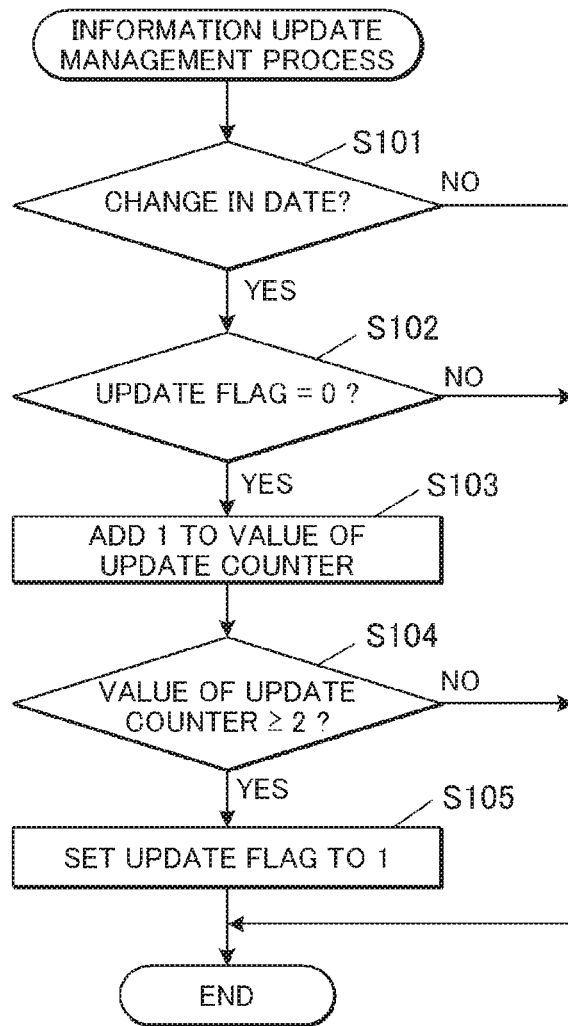 INFORMATION UPDATE
MANAGEMENT PROCESS
S101
CHANGE IN DATE?
NO
YES
S102
UPDATE FLAG = 0 ?
NO
YES
S103
ADD 1 TO VALUE OF
UPDATE COUNTER
S104
VALUE OF UPDATE
COUNTER ≥ 2 ?
NO
YES
S105
SET UPDATE FLAG TO 1
END